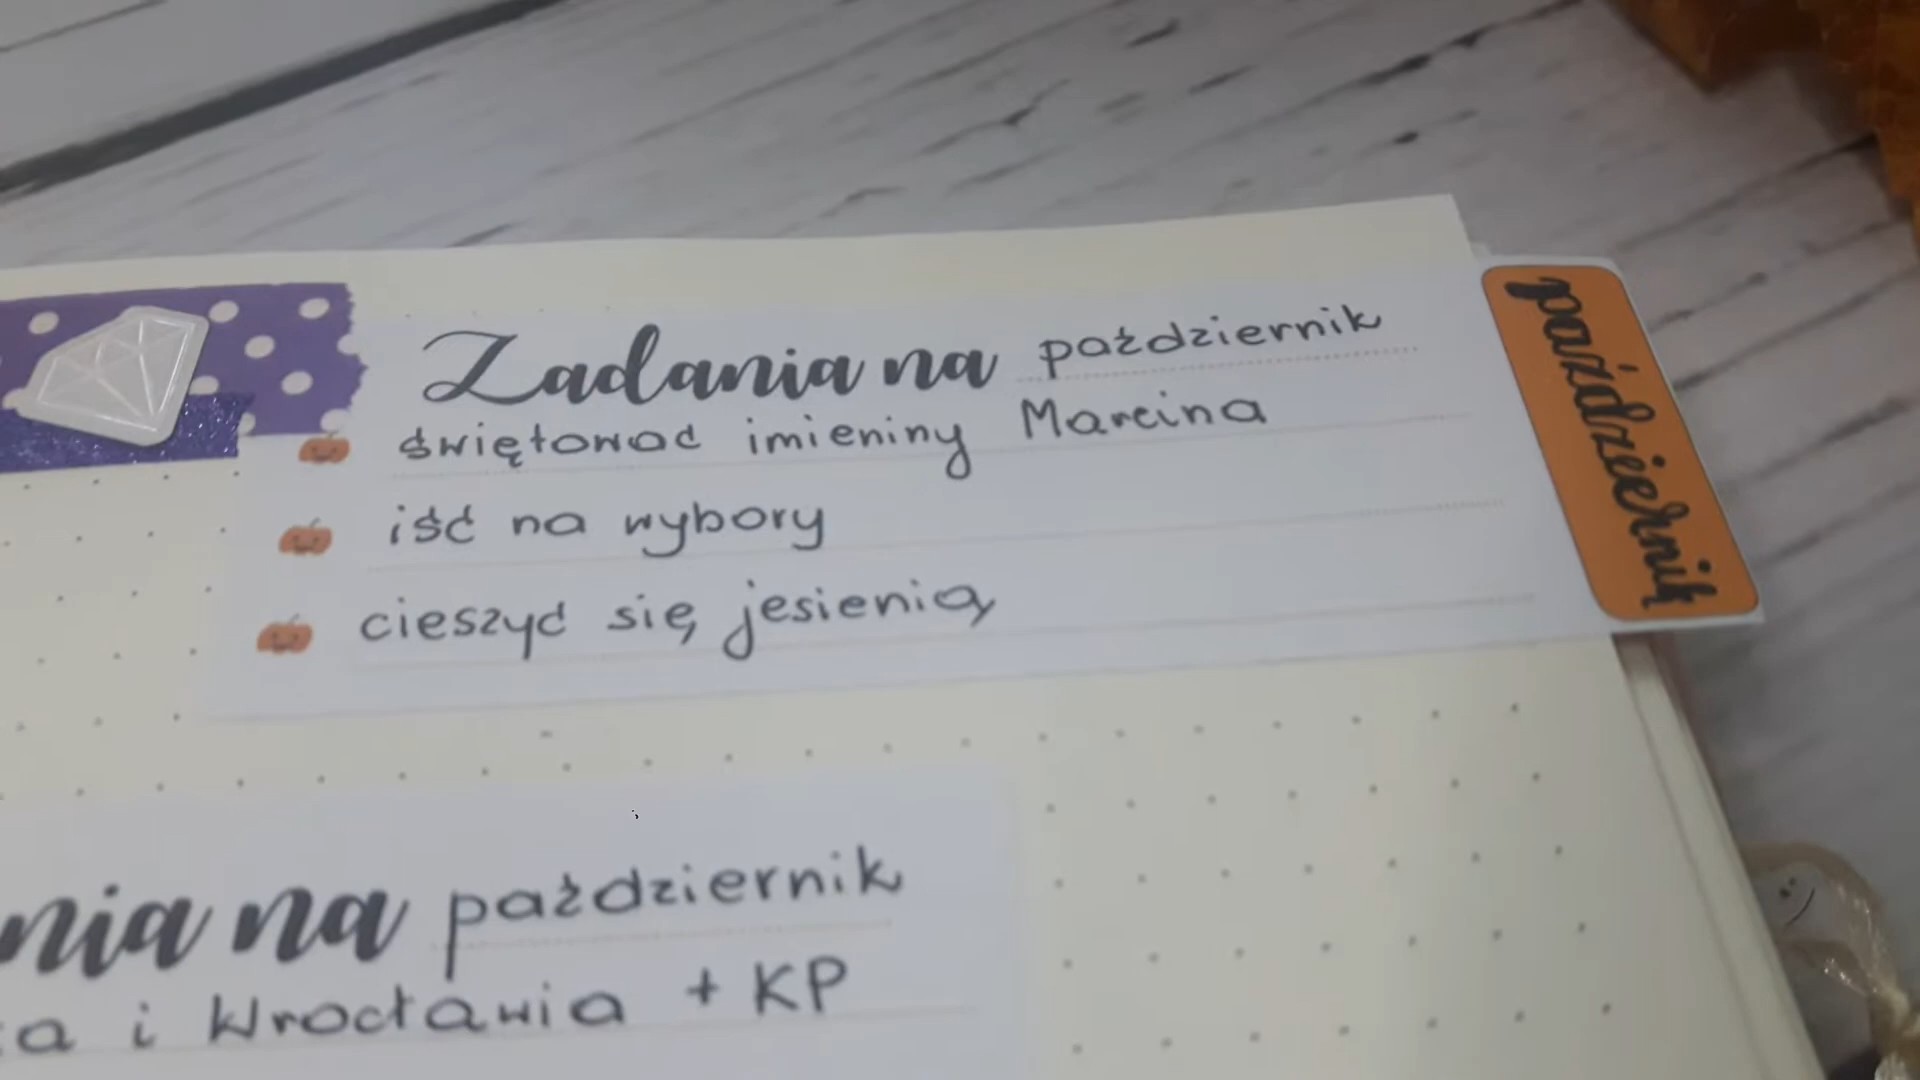 Zadania na październik
świętować imieniny Marcina
iść na wybory
cieszyć się jesienią
październik
nia na październik
a i Wrocławia + KP